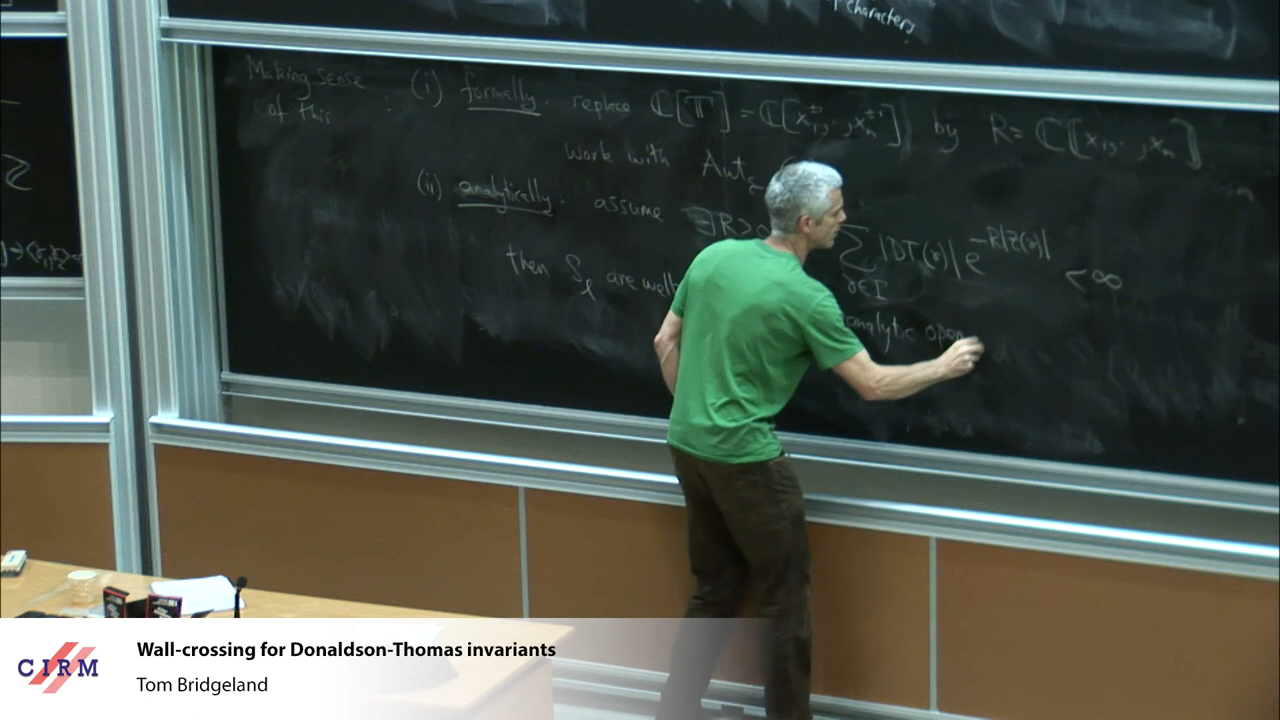 characters
Making sense of this : (i) formally. replace ℂ[𝕋] = ℂ[x₁^{±1}, .., xₙ^{±1}] by R = ℂ[[x₁, .., xₙ]]
work with Aut
(ii) analytically. assume ∃R>0 Σ_{γ∈Γ} |DT(γ)| e^{-R|Z(γ)|} < ∞
then S_ℓ are well
analytic open
CIRM
Wall-crossing for Donaldson-Thomas invariants
Tom Bridgeland